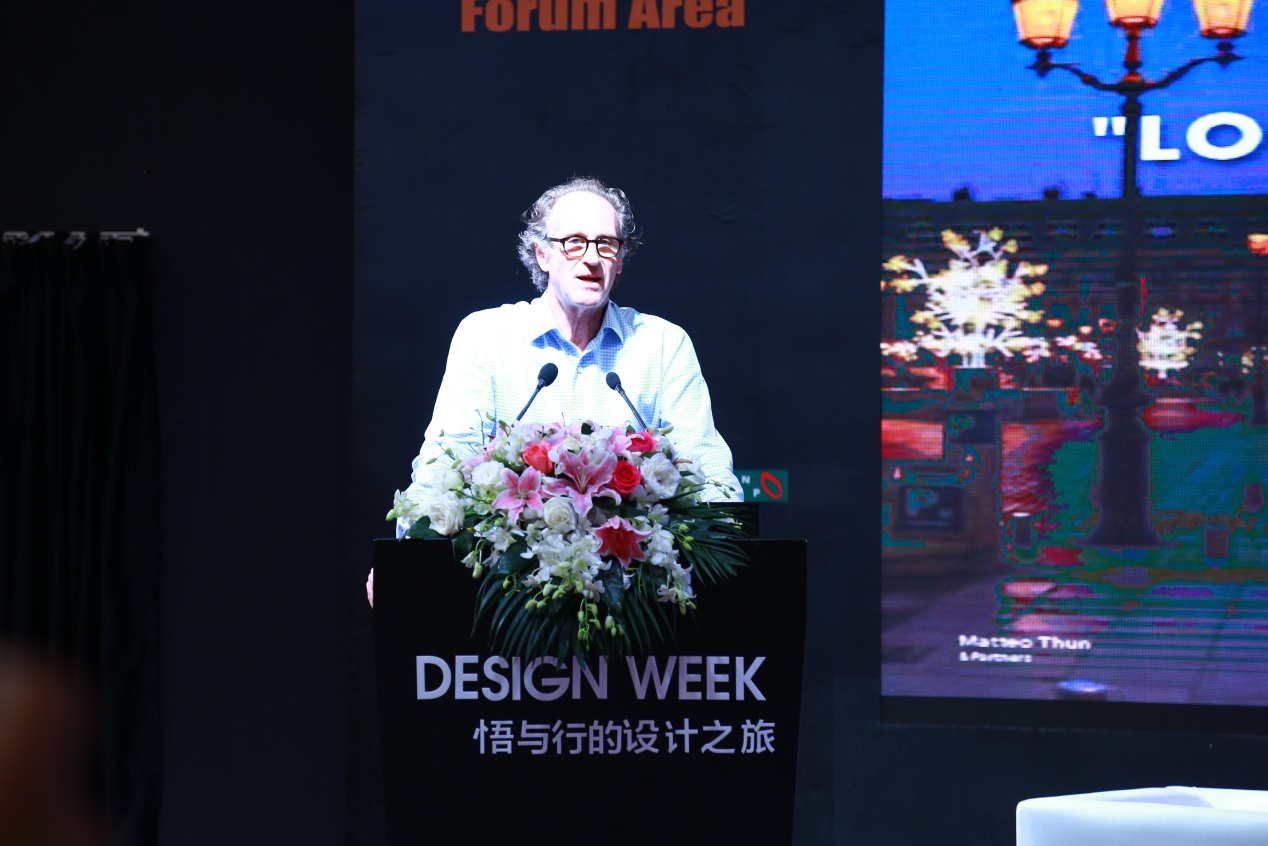 Forum Area
"LO
N
P
Matteo Thun
& Partners
DESIGN WEEK
悟与行的设计之旅